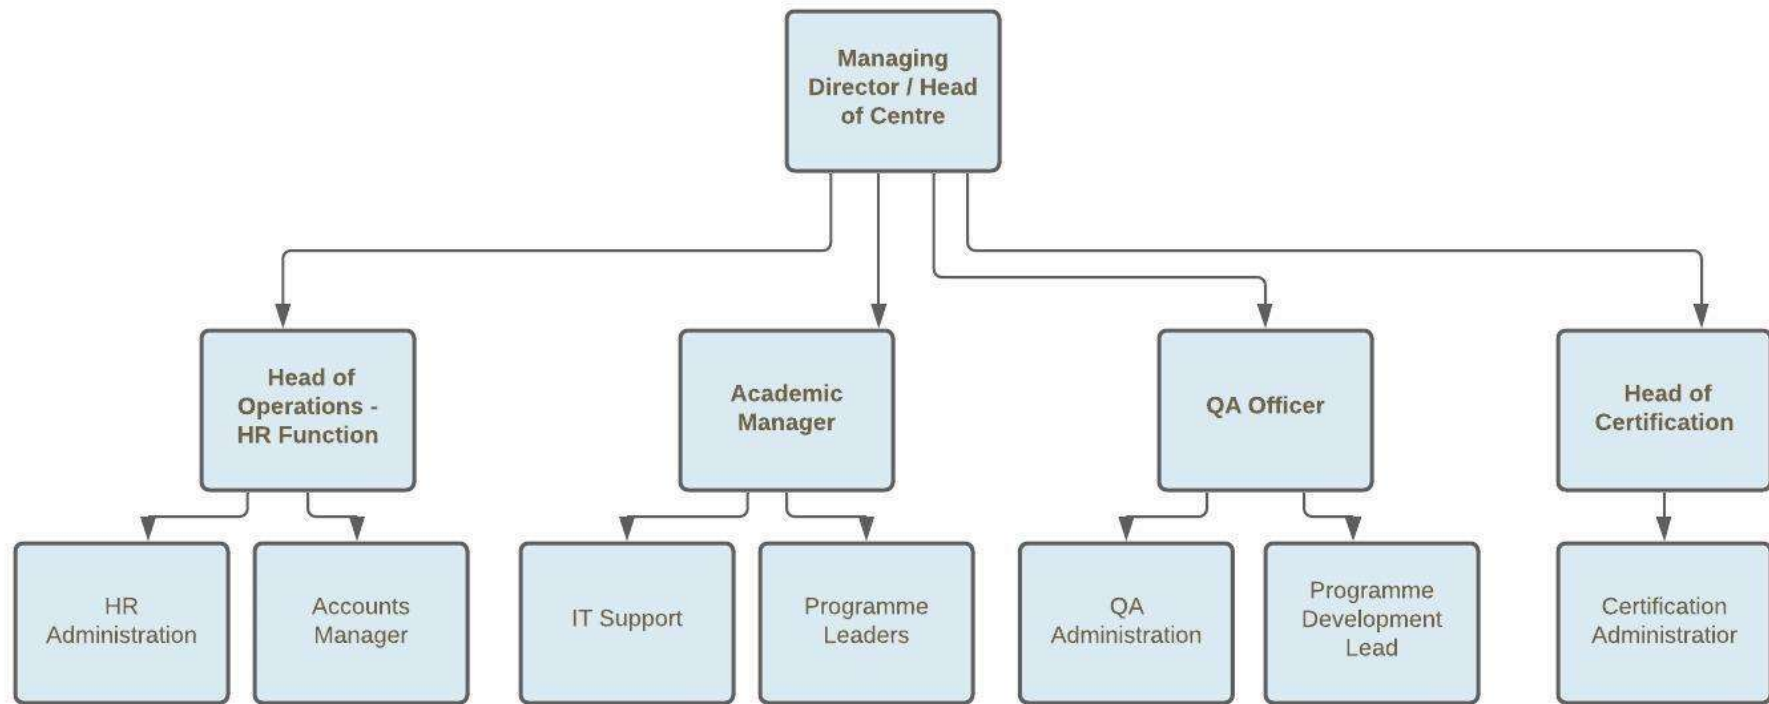 Managing
Director / Head
of Centre
Head of
Operations -
HR Function
Academic
Manager
QA Officer
Head of
Certification
HR
Administration
Accounts
Manager
IT Support
Programme
Leaders
QA
Administration
Programme
Development
Lead
Certification
Administratior